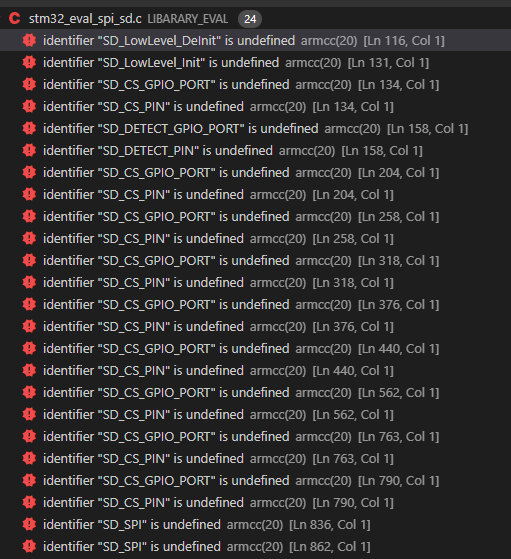 C stm32_eval_spi_sd.c LIBARARY_EVAL 24
identifier "SD_LowLevel_DeInit" is undefined armcc(20) [Ln 116, Col 1]
identifier "SD_LowLevel_Init" is undefined armcc(20) [Ln 131, Col 1]
identifier "SD_CS_GPIO_PORT" is undefined armcc(20) [Ln 134, Col 1]
identifier "SD_CS_PIN" is undefined armcc(20) [Ln 134, Col 1]
identifier "SD_DETECT_GPIO_PORT" is undefined armcc(20) [Ln 158, Col 1]
identifier "SD_DETECT_PIN" is undefined armcc(20) [Ln 158, Col 1]
identifier "SD_CS_GPIO_PORT" is undefined armcc(20) [Ln 204, Col 1]
identifier "SD_CS_PIN" is undefined armcc(20) [Ln 204, Col 1]
identifier "SD_CS_GPIO_PORT" is undefined armcc(20) [Ln 258, Col 1]
identifier "SD_CS_PIN" is undefined armcc(20) [Ln 258, Col 1]
identifier "SD_CS_GPIO_PORT" is undefined armcc(20) [Ln 318, Col 1]
identifier "SD_CS_PIN" is undefined armcc(20) [Ln 318, Col 1]
identifier "SD_CS_GPIO_PORT" is undefined armcc(20) [Ln 376, Col 1]
identifier "SD_CS_PIN" is undefined armcc(20) [Ln 376, Col 1]
identifier "SD_CS_GPIO_PORT" is undefined armcc(20) [Ln 440, Col 1]
identifier "SD_CS_PIN" is undefined armcc(20) [Ln 440, Col 1]
identifier "SD_CS_GPIO_PORT" is undefined armcc(20) [Ln 562, Col 1]
identifier "SD_CS_PIN" is undefined armcc(20) [Ln 562, Col 1]
identifier "SD_CS_GPIO_PORT" is undefined armcc(20) [Ln 763, Col 1]
identifier "SD_CS_PIN" is undefined armcc(20) [Ln 763, Col 1]
identifier "SD_CS_GPIO_PORT" is undefined armcc(20) [Ln 790, Col 1]
identifier "SD_CS_PIN" is undefined armcc(20) [Ln 790, Col 1]
identifier "SD_SPI" is undefined armcc(20) [Ln 836, Col 1]
identifier "SD_SPI" is undefined armcc(20) [Ln 862, Col 1]